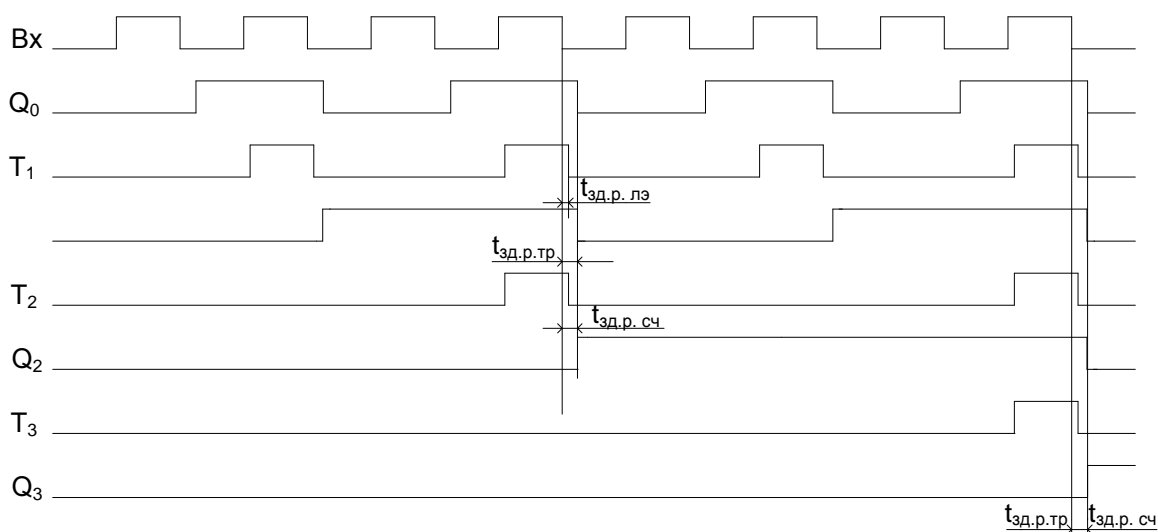 Вх
Q0
T1
tзд.р. лэ
tзд.р.тр
T2
tзд.р. сч
Q2
T3
Q3
tзд.р.тр tзд.р. сч